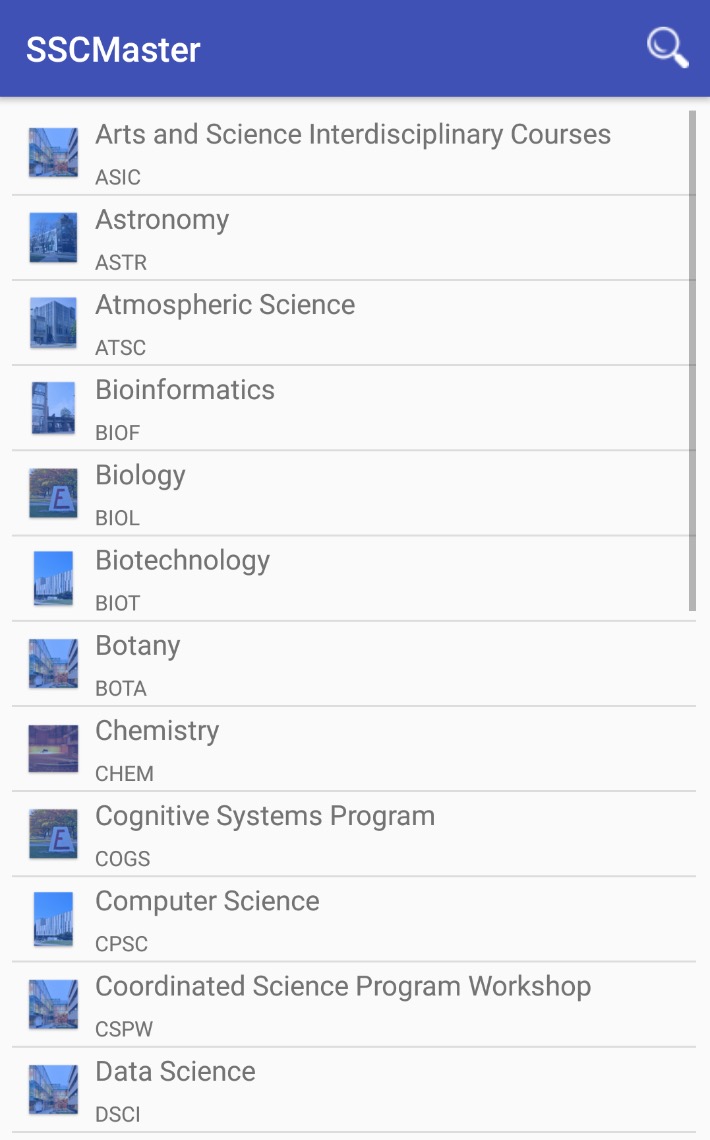 SSCMaster
Arts and Science Interdisciplinary Courses
ASIC
Astronomy
ASTR
Atmospheric Science
ATSC
Bioinformatics
BIOF
Biology
BIOL
E
Biotechnology
BIOT
Botany
BOTA
Chemistry
CHEM
Cognitive Systems Program
COGS
E
Computer Science
CPSC
Coordinated Science Program Workshop
CSPW
Data Science
DSCI